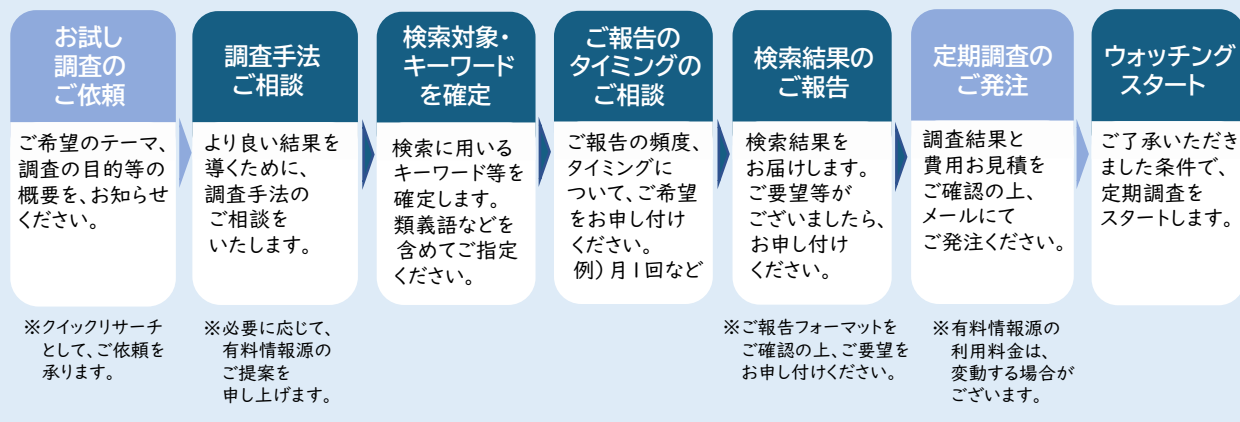 お試し
調査の
ご依頼
ご希望のテーマ、
調査の目的等の
概要を、お知らせ
ください。
※クイックリサーチ
として、ご依頼を
承ります。
調査手法
ご相談
より良い結果を
導くために、
調査手法の
ご相談を
いたします。
※必要に応じて、
有料情報源の
ご提案を
申し上げます。
検索対象・
キーワード
を確定
検索に用いる
キーワード等を
確定します。
類義語などを
含めてご指定
ください。
ご報告の
タイミングの
ご相談
ご報告の頻度、
タイミングに
ついて、ご希望
をお申し付け
ください。
例）月1回など
検索結果の
ご報告
検索結果を
お届けします。
ご要望等が
ございましたら、
お申し付け
ください。
※ご報告フォーマットを
ご確認の上、ご要望を
お申し付けください。
定期調査の
ご発注
調査結果と
費用お見積を
ご確認の上、
メールにて
ご発注ください。
※有料情報源の
利用料金は、
変動する場合が
ございます。
ウォッチング
スタート
ご了承いただき
ました条件で、
定期調査を
スタートします。